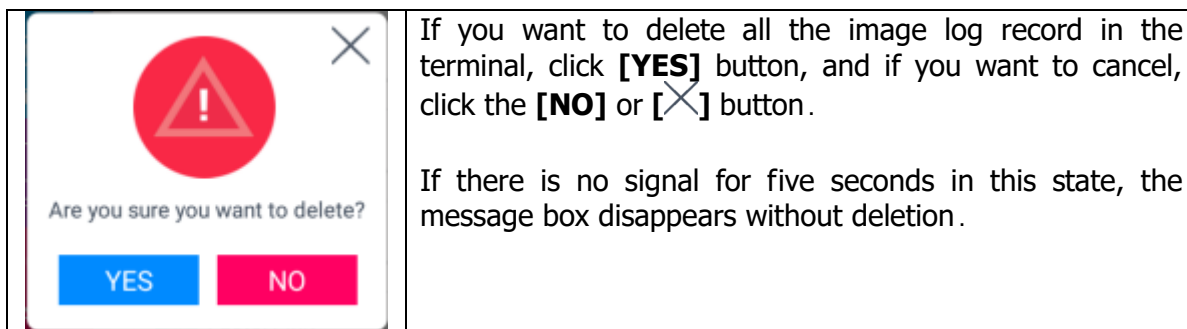 !
Are you sure you want to delete?
YES NO
If you want to delete all the image log record in the
terminal, click [YES] button, and if you want to cancel,
click the [NO] or [╳] button.
If there is no signal for five seconds in this state, the
message box disappears without deletion.